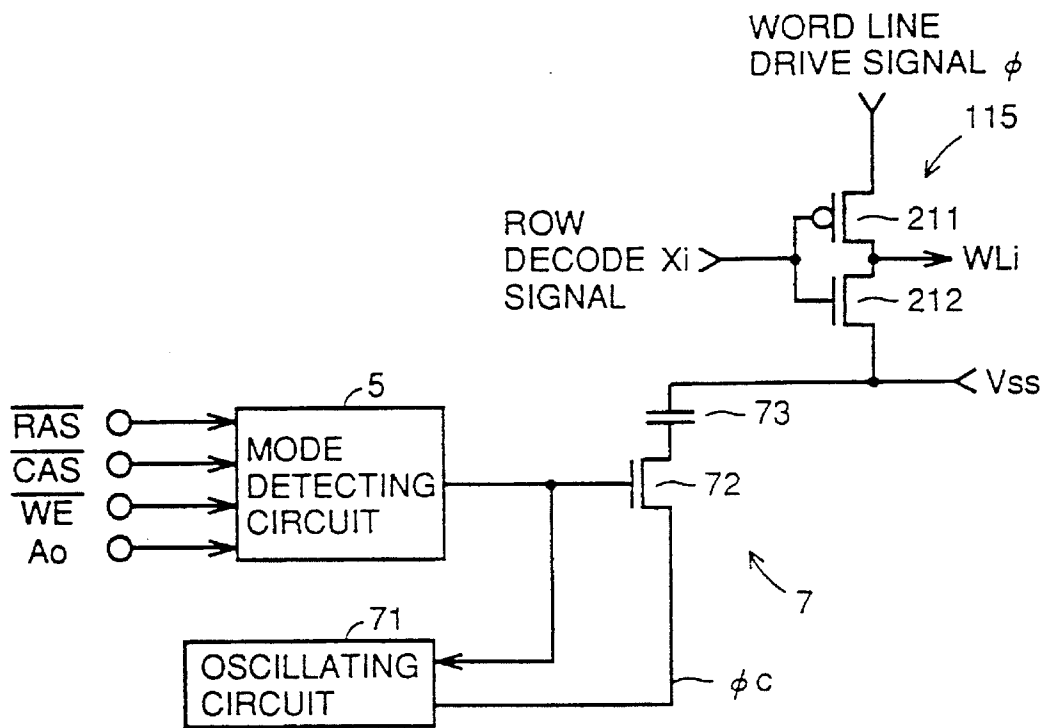 WORD LINE
DRIVE SIGNAL φ
115
211
ROW
DECODE Xi
SIGNAL
WLi
212
Vss
73
5
RAS
CAS
WE
Ao
MODE
DETECTING
CIRCUIT
72
7
71
OSCILLATING
CIRCUIT
φc